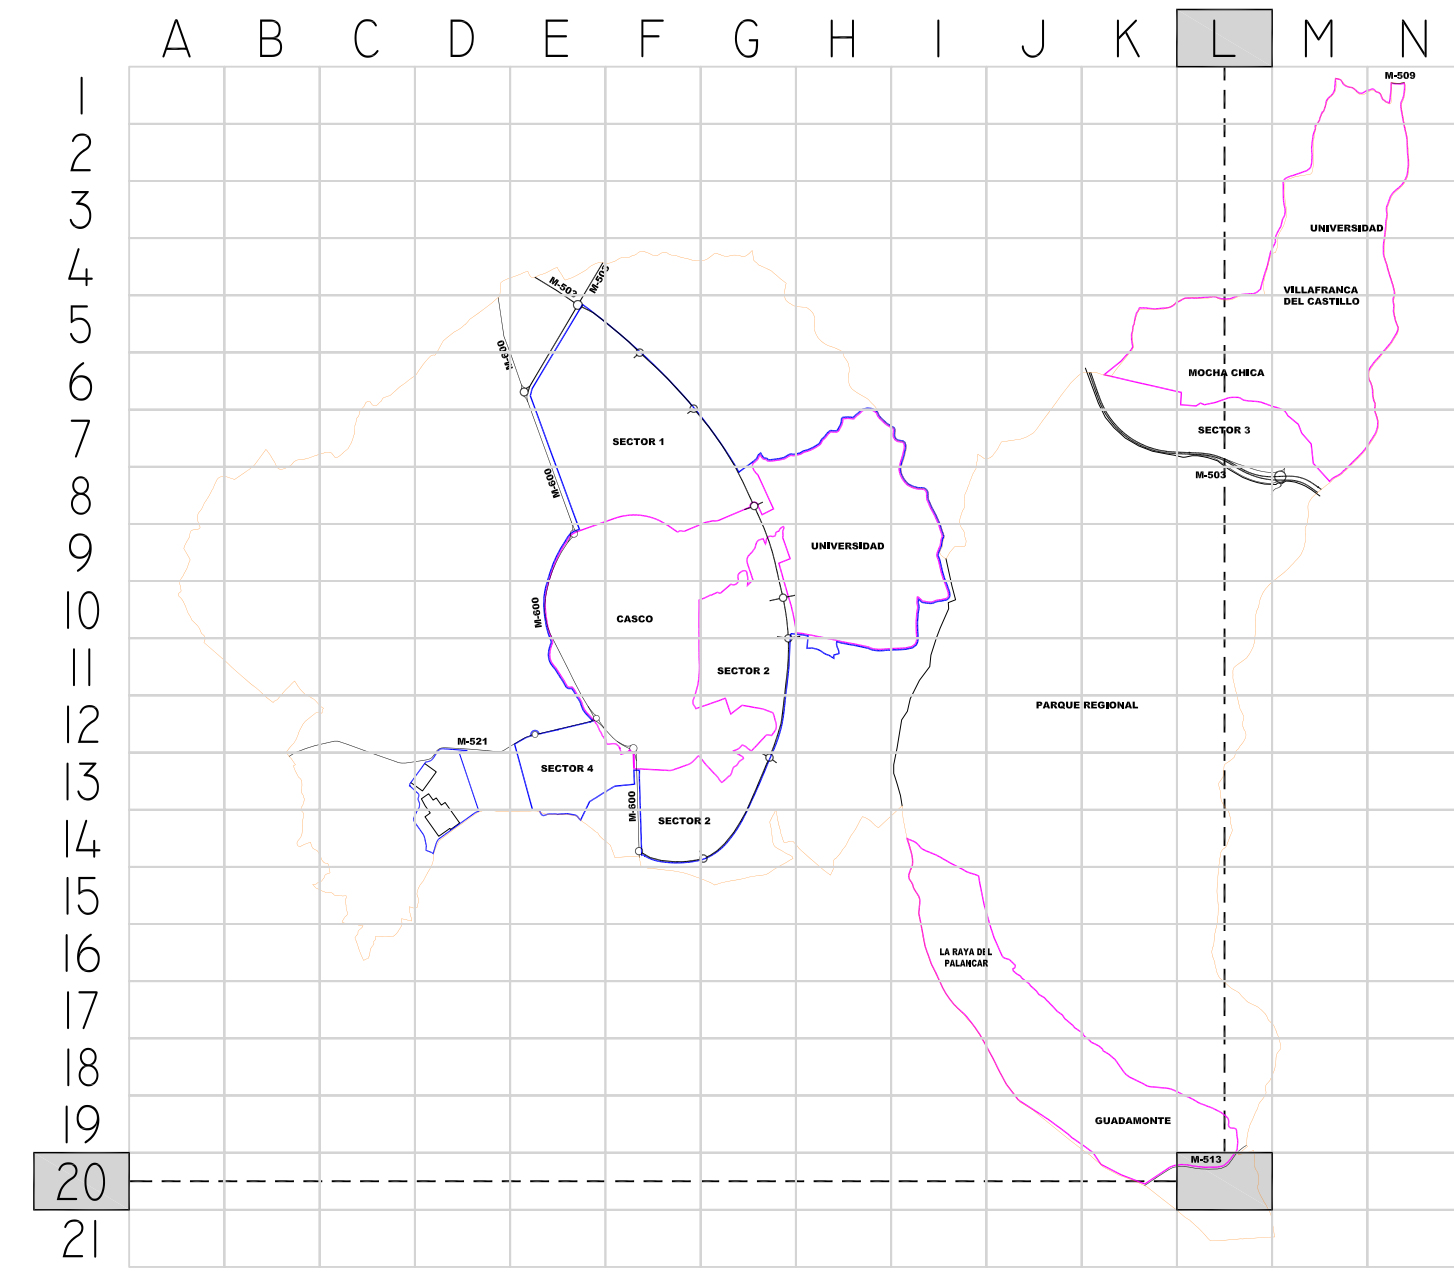 A B C D E F G H I J K L M N
1
M-509
2
3
UNIVERSIDAD
4
M-503
VILLAFRANCA
DEL CASTILLO
5
M-600
6
MOCHA CHICA
7
SECTOR 1
SECTOR 3
8
M-600
M-503
9
UNIVERSIDAD
10
M-600
CASCO
11
SECTOR 2
12
PARQUE REGIONAL
M-521
13
SECTOR 4
M-600
14
SECTOR 2
15
16
LA RAYA DEL
PALANCAR
17
18
19
GUADAMONTE
20
M-513
21